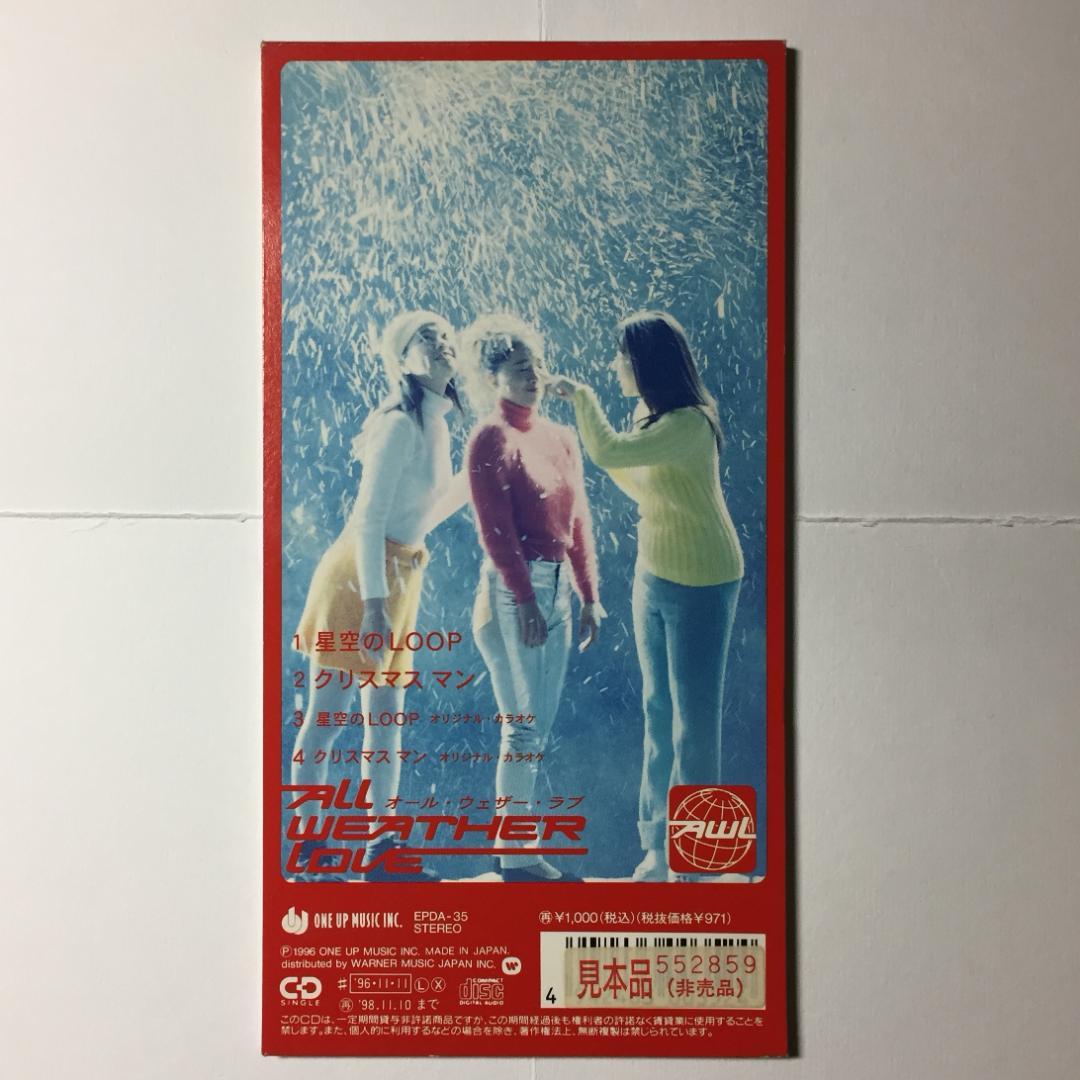 1 星空のLOOP
2 クリスマス マン
3 星空のLOOP オリジナル・カラオケ
4 クリスマス マン オリジナル・カラオケ
ALL オール・ウェザー・ラブ
WEATHER
LOVE
AWL
ONE UP MUSIC INC. EPDA-35
STEREO
再¥1,000(税込)(税抜価格¥971)
Ⓟ1996 ONE UP MUSIC INC. MADE IN JAPAN.
distributed by WARNER MUSIC JAPAN INC.
CD
SINGLE
♯'96・11・11ⓁⓍ
再'98.11.10まで
COMPACT
disc
DIGITAL AUDIO
4
見本品
552859
(非売品)
このCDは、一定期間貸与非許諾商品ですが、この期間経過後も権利者の許諾なく賃貸業に使用することを
禁じます。また、個人的に利用するなどの場合を除き、著作権法上、無断複製は禁じられています。